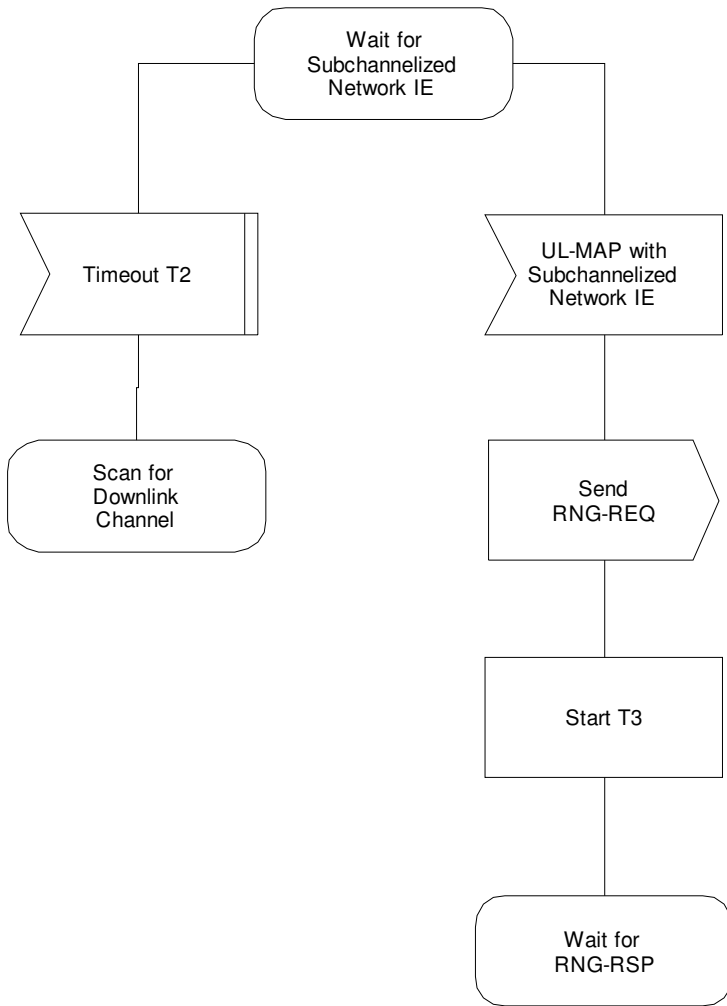 Wait for
Subchannelized
Network IE
Timeout T2
UL-MAP with
Subchannelized
Network IE
Scan for
Downlink
Channel
Send
RNG-REQ
Start T3
Wait for
RNG-RSP